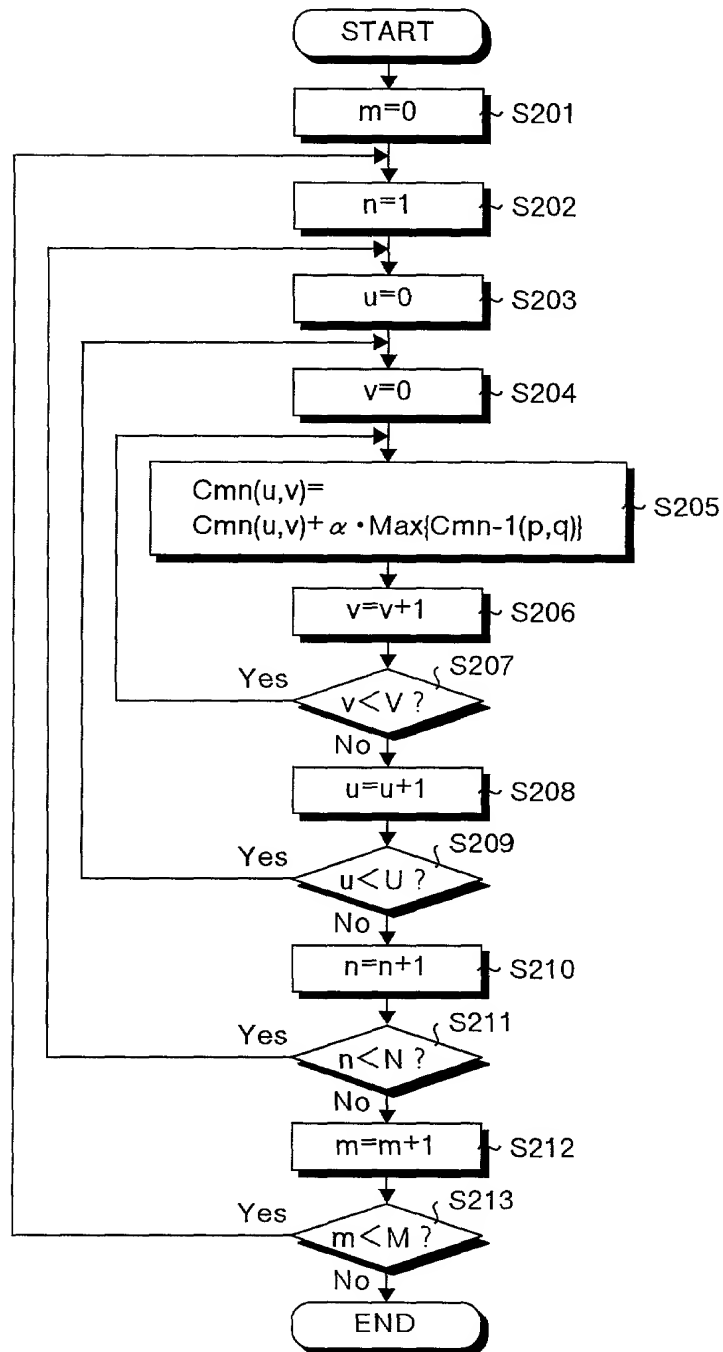 START
m=0
S201
n=1
S202
u=0
S203
v=0
S204
Cmn(u,v)=
Cmn(u,v)+α・Max{Cmn-1(p,q)}
S205
v=v+1
S206
S207
Yes
v<V ?
No
u=u+1
S208
S209
Yes
u<U ?
No
n=n+1
S210
S211
Yes
n<N ?
No
m=m+1
S212
S213
Yes
m<M ?
No
END